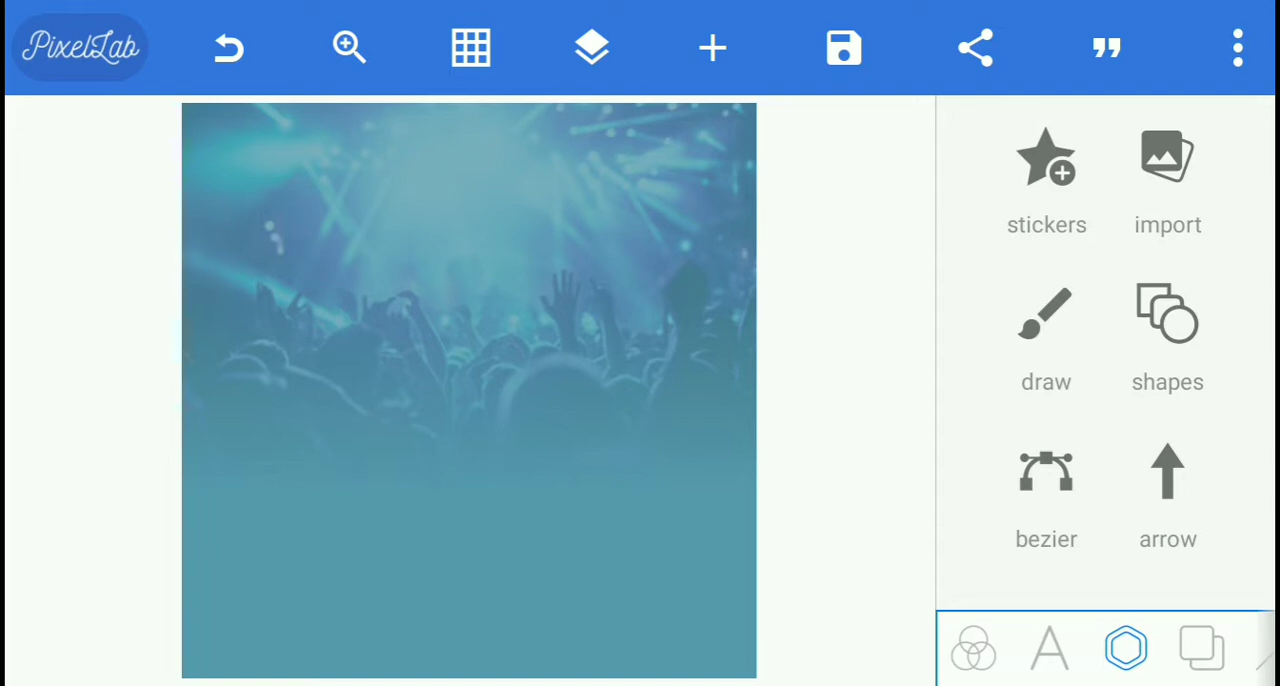 PixelLab
stickers
import
draw
shapes
bezier
arrow